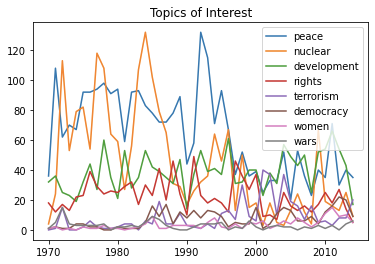 Topics of Interest
120
100
80
60
40
20
0
1970
1980
1990
2000
2010
peace
nuclear
development
rights
terrorism
democracy
women
wars